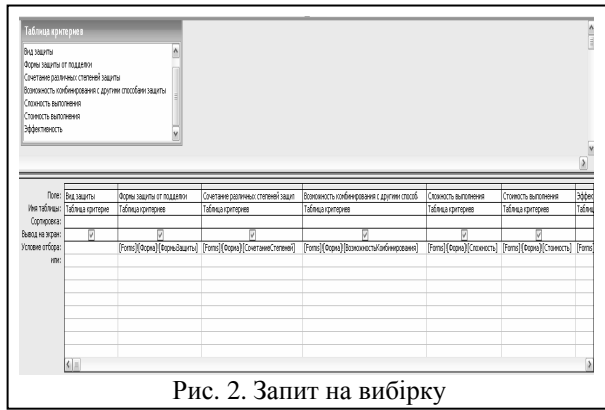 Таблица критериев
Вид защиты
Формы защиты от подделки
Сочетание различных степеней защиты
Возможность комбинирования с другими способами защиты
Сложность выполнения
Стоимость выполнения
Эффективность
Поле: Вид защиты Формы защиты от подделки Сочетание различных степеней защит Возможность комбинирования с другими способ Сложность выполнения Стоимость выполнения Эффек
Имя таблицы: Таблица критерие Таблица критериев Таблица критериев Таблица критериев Таблица критериев Таблица критериев Таблиц
Сортировка:
Вывод на экран:
Условие отбора: [Forms]![Форма]![ФормыЗащиты] [Forms]![Форма]![СочетаниеСтепеней] [Forms]![Форма]![ВозможностьКомбинирования] [Forms]![Форма]![Сложность] [Forms]![Форма]![Стоимость] [Forms
или:
Рис. 2. Запит на вибірку